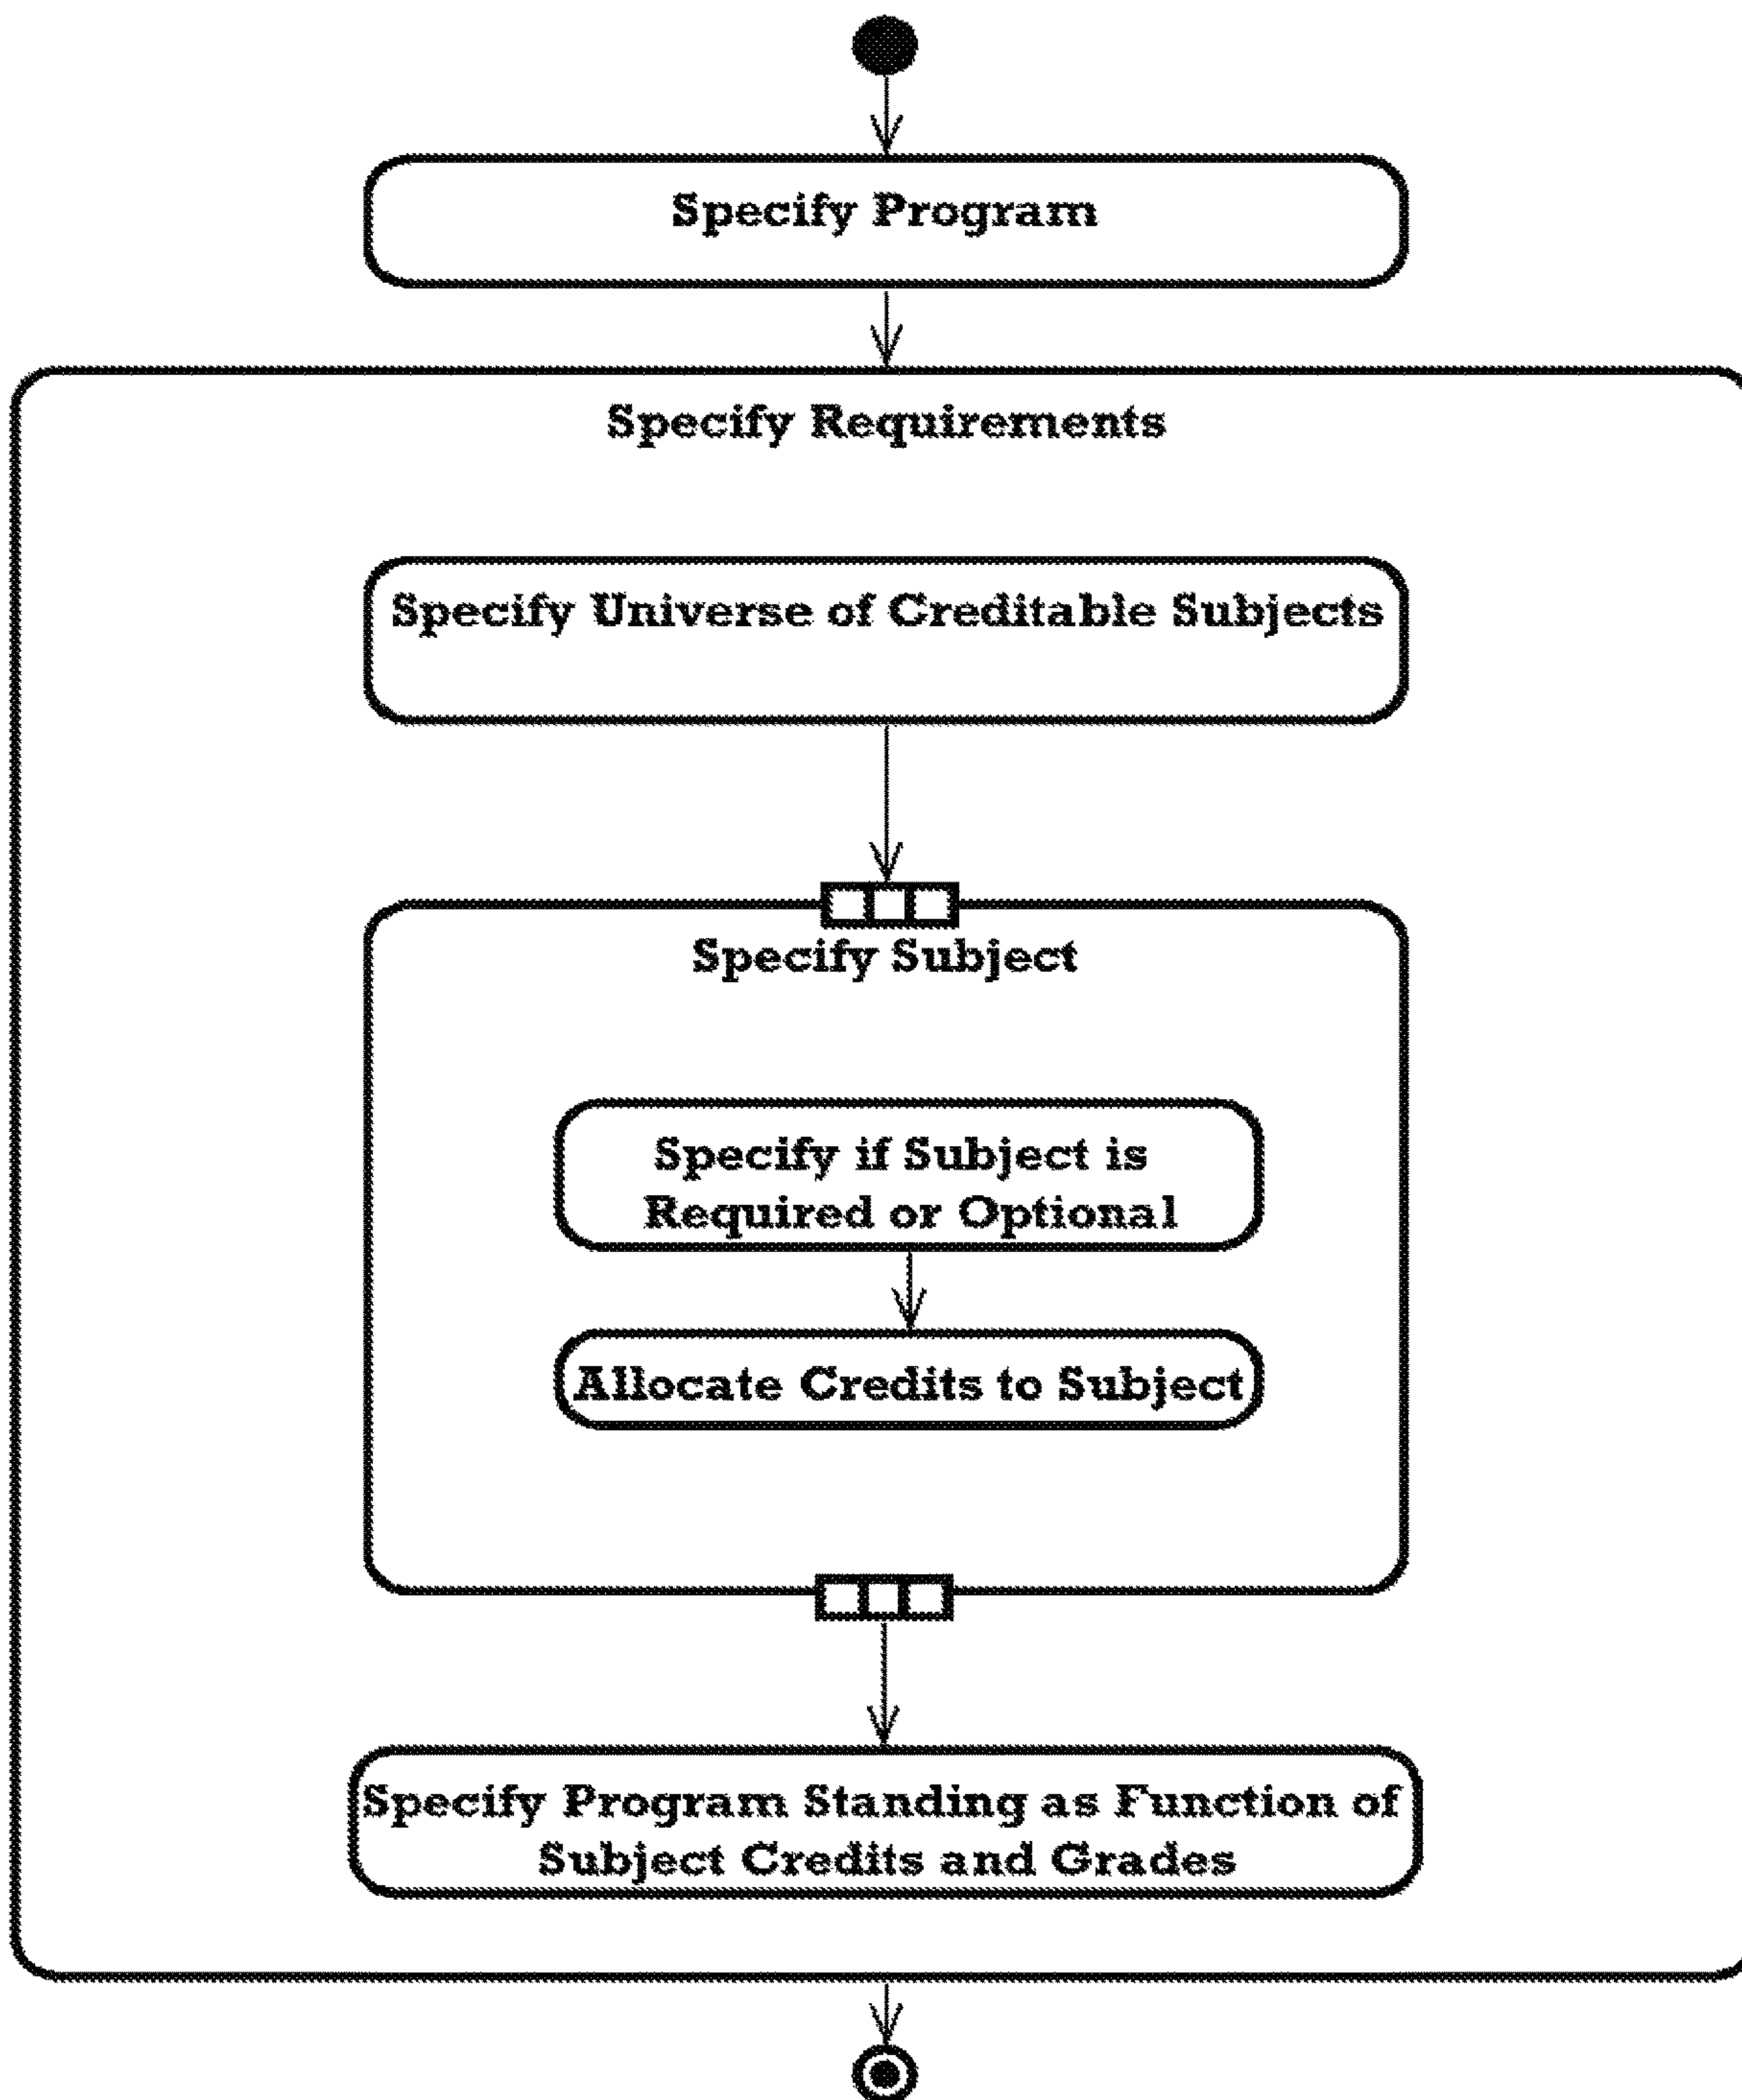 Specify Program
Specify Requirements
Specify Universe of Creditable Subjects
Specify Subject
Specify if Subject is
Required or Optional
Allocate Credits to Subject
Specify Program Standing as Function of
Subject Credits and Grades